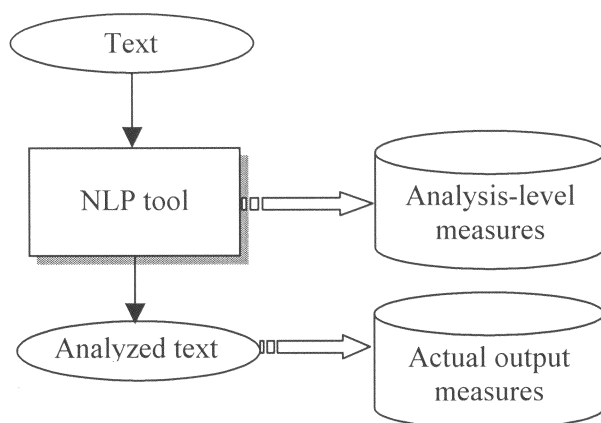 Text
NLP tool
Analysis-level
measures
Analyzed text
Actual output
measures